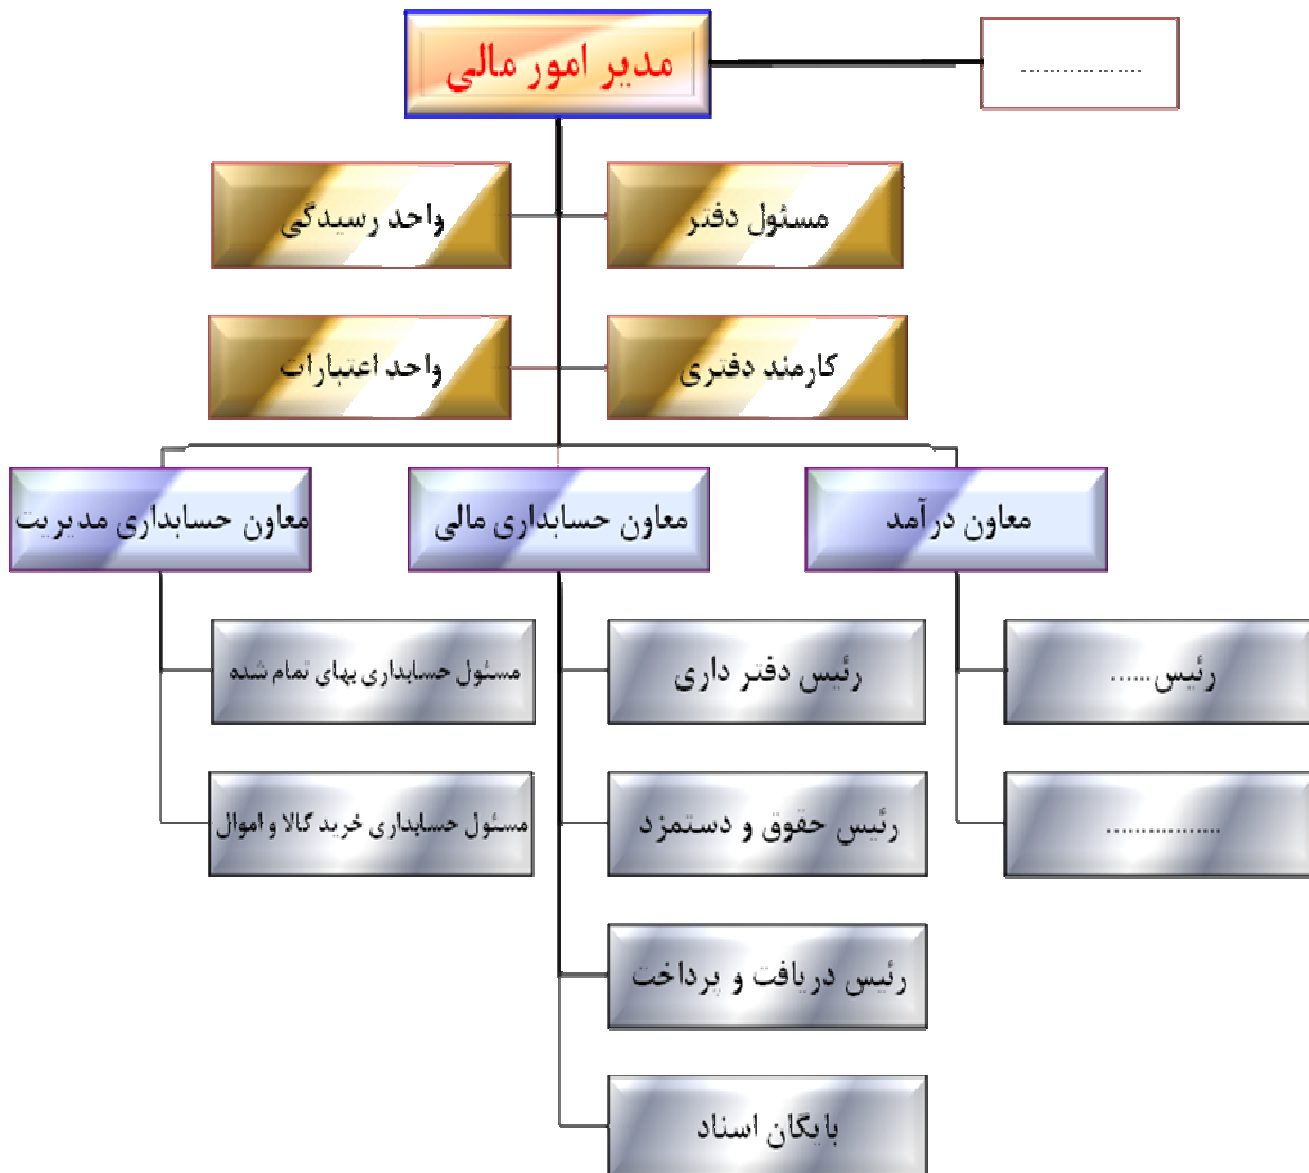 مدیر امور مالی
.................
مسئول دفتر
واحد رسیدگی
کارمند دفتری
واحد اعتبارات
معاون درآمد
معاون حسابداری مالی
معاون حسابداری مدیریت
رئیس......
رئیس دفتر داری
مسئول حسابداری بهای تمام شده
.................
رئیس حقوق و دستمزد
مسئول حسابداری خرید کالا و اموال
رئیس دریافت و پرداخت
بایگان اسناد